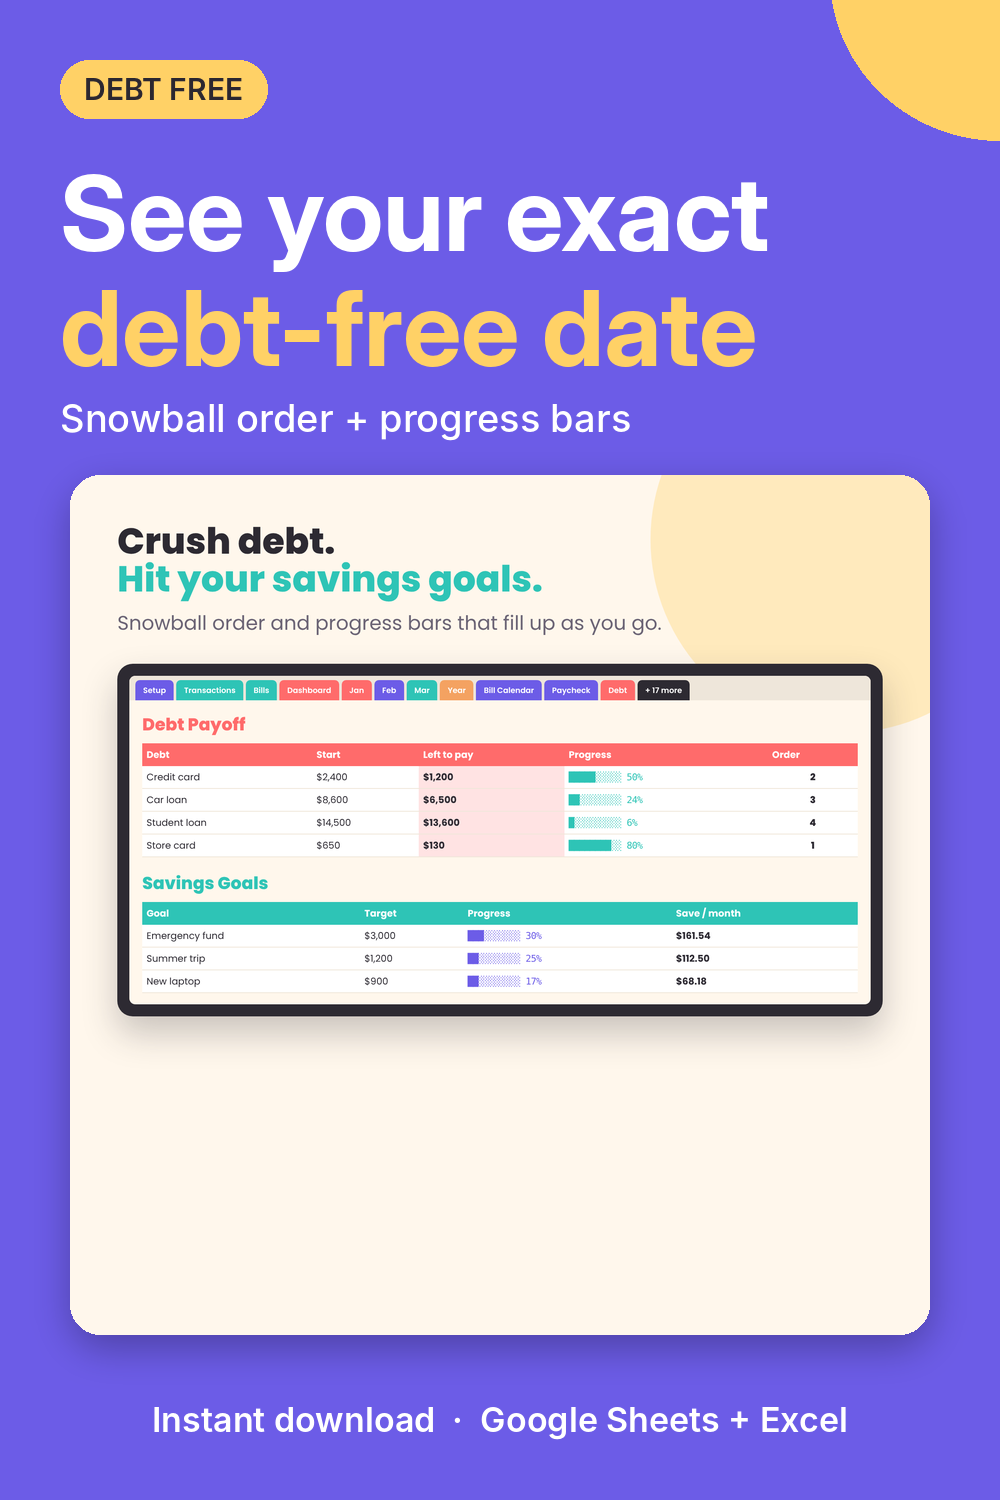 DEBT FREE
See your exact
debt-free date
Snowball order + progress bars
Crush debt.
Hit your savings goals.
Snowball order and progress bars that fill up as you go.
Setup Transactions Bills Dashboard Jan Feb Mar Year Bill Calendar Paycheck Debt + 17 more
Debt Payoff
Debt Start Left to pay Progress Order
Credit card $2,400 $1,200 50% 2
Car loan $8,600 $6,500 24% 3
Student loan $14,500 $13,600 6% 4
Store card $650 $130 80% 1
Savings Goals
Goal Target Progress Save / month
Emergency fund $3,000 30% $161.54
Summer trip $1,200 25% $112.50
New laptop $900 17% $68.18
Instant download · Google Sheets + Excel